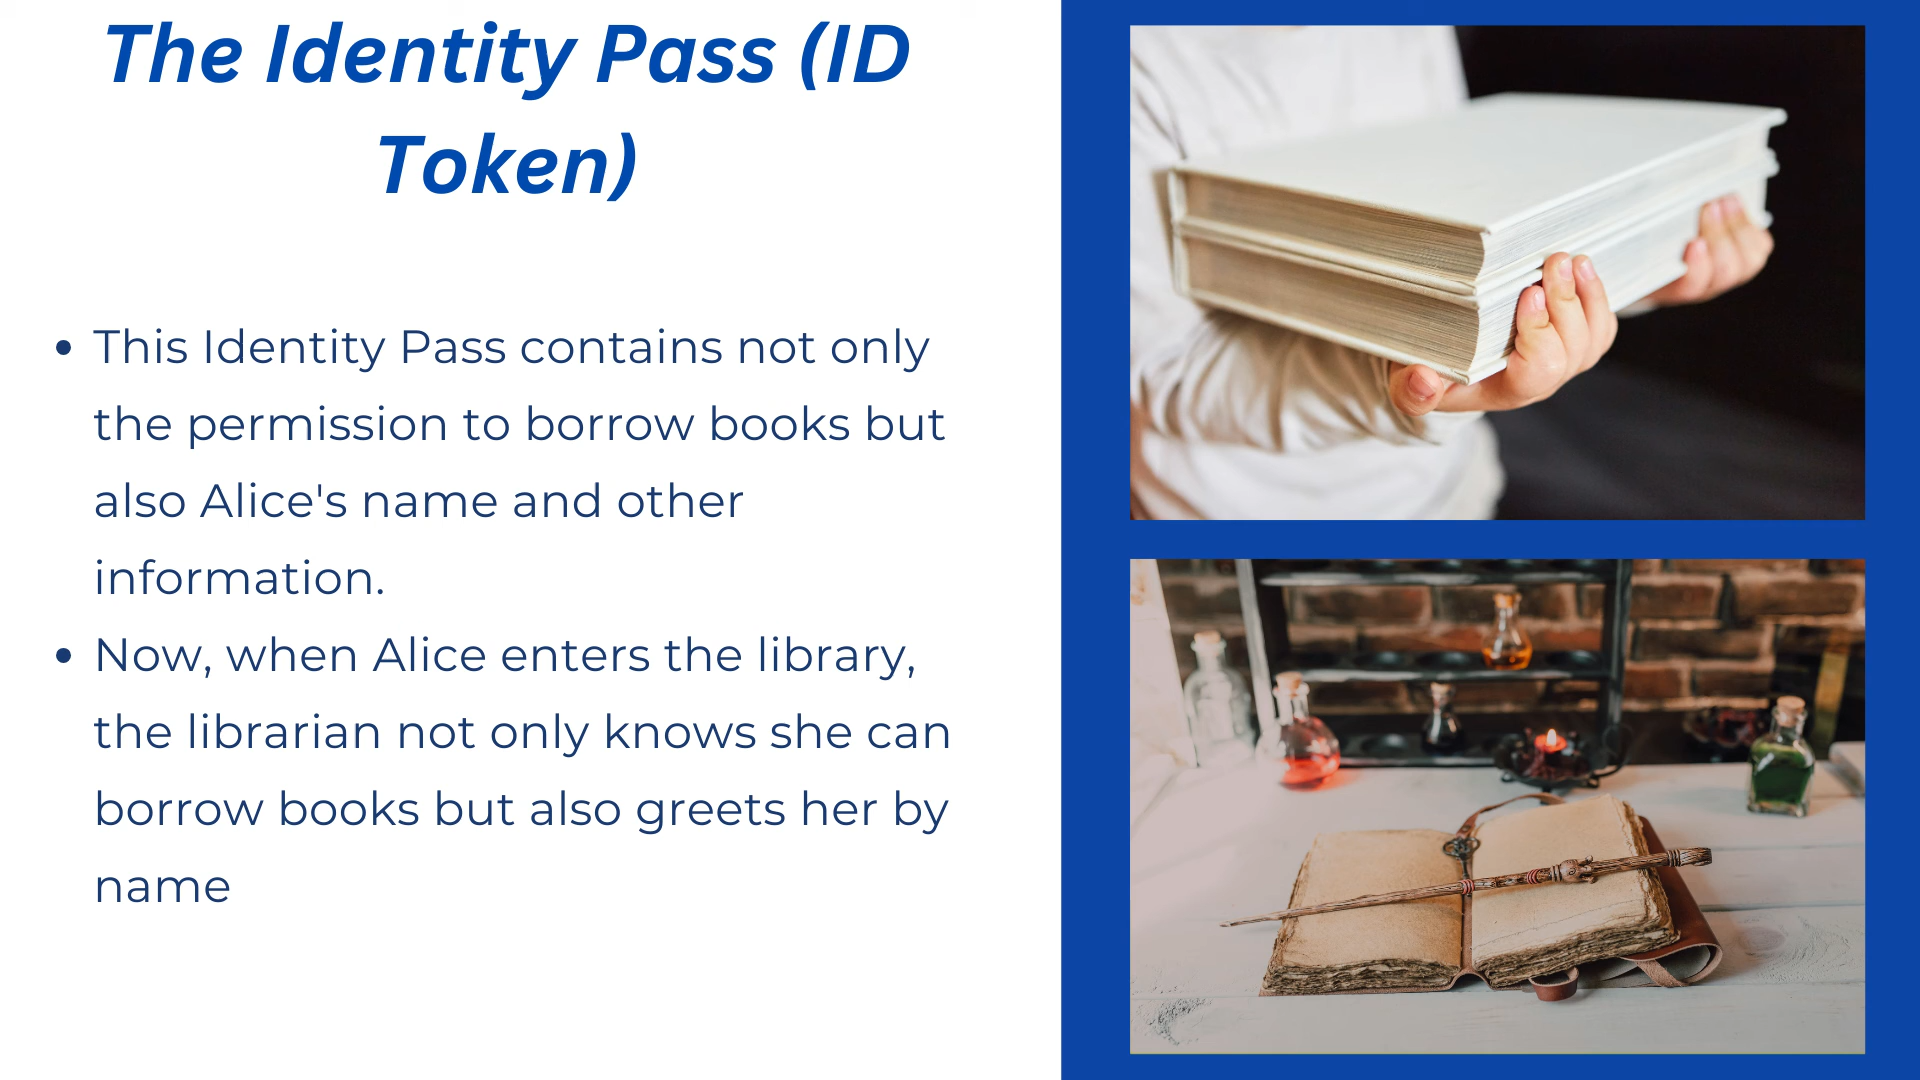 The Identity Pass (ID
Token)
• This Identity Pass contains not only
the permission to borrow books but
also Alice's name and other
information.
• Now, when Alice enters the library,
the librarian not only knows she can
borrow books but also greets her by
name